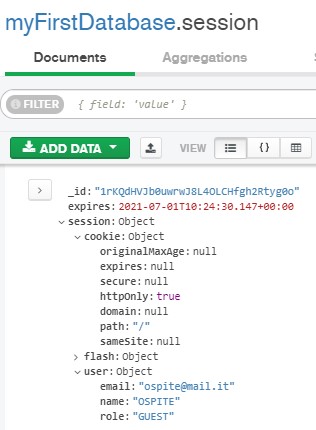 myFirstDatabase.session
Documents
Aggregations
FILTER { field: 'value' }
ADD DATA VIEW {}
_id: "1rKQdHVJb0uwrwJ8L4OLCHfgh2Rtyg0o"
expires: 2021-07-01T10:24:30.147+00:00
session: Object
cookie: Object
originalMaxAge: null
expires: null
secure: null
httpOnly: true
domain: null
path: "/"
sameSite: null
flash: Object
user: Object
email: "ospite@mail.it"
name: "OSPITE"
role: "GUEST"